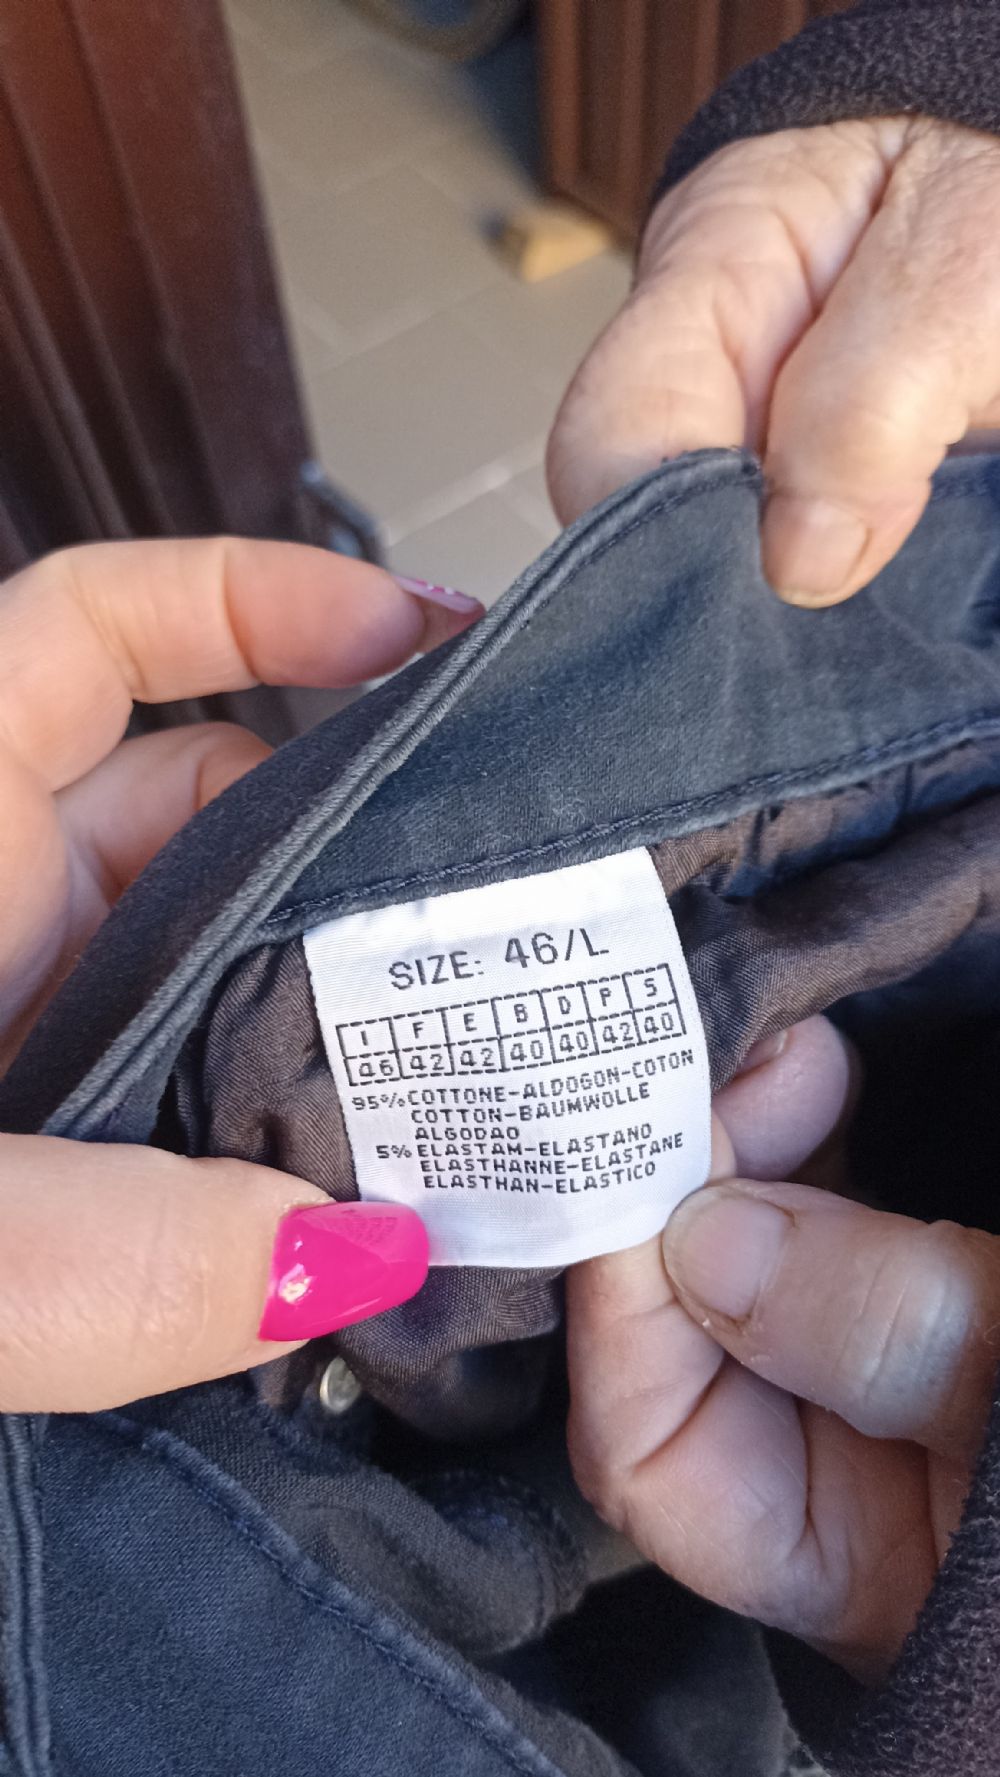 SIZE: 46/L
I F E B D P S
46 42 42 40 40 42 40
95% COTTONE-ALDOGON-COTON
COTTON-BAUMWOLLE
ALGODAO
5% ELASTAM-ELASTANO
ELASTHANNE-ELASTANE
ELASTHAN-ELASTICO